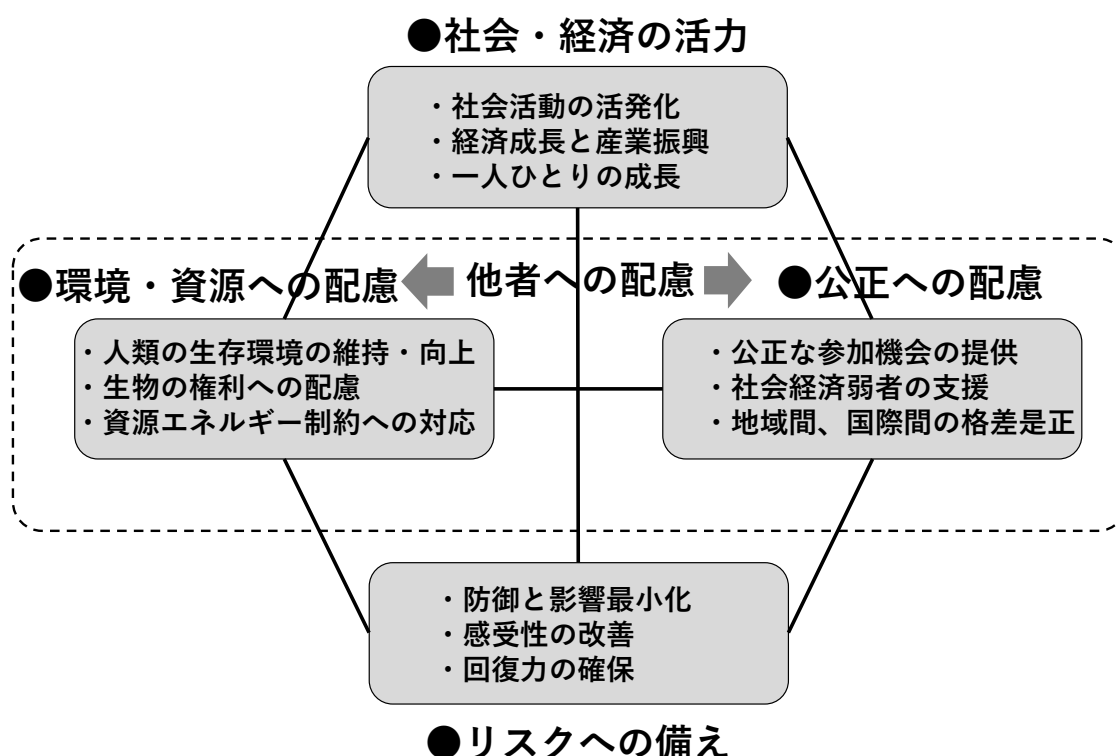 ●社会・経済の活力
・社会活動の活発化
・経済成長と産業振興
・一人ひとりの成長
●環境・資源への配慮
他者への配慮
●公正への配慮
・人類の生存環境の維持・向上
・生物の権利への配慮
・資源エネルギー制約への対応
・公正な参加機会の提供
・社会経済弱者の支援
・地域間、国際間の格差是正
・防御と影響最小化
・感受性の改善
・回復力の確保
●リスクへの備え